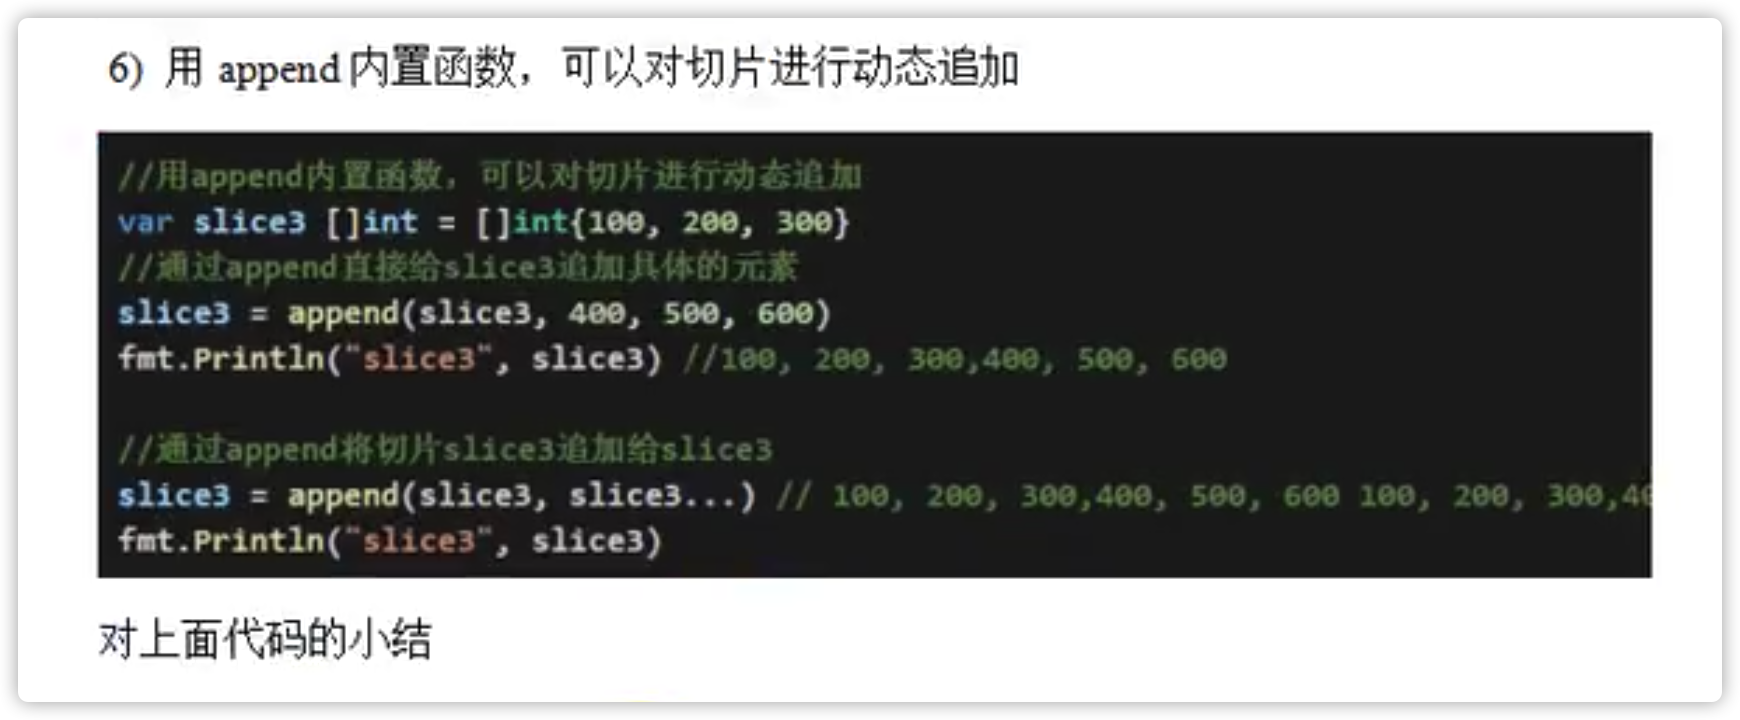 6) 用 append 内置函数，可以对切片进行动态追加
//用append内置函数，可以对切片进行动态追加
var slice3 []int = []int{100, 200, 300}
//通过append直接给slice3追加具体的元素
slice3 = append(slice3, 400, 500, 600)
fmt.Println("slice3", slice3) //100, 200, 300,400, 500, 600
//通过append将切片slice3追加给slice3
slice3 = append(slice3, slice3...) // 100, 200, 300,400, 500, 600 100, 200, 300,40
fmt.Println("slice3", slice3)
对上面代码的小结